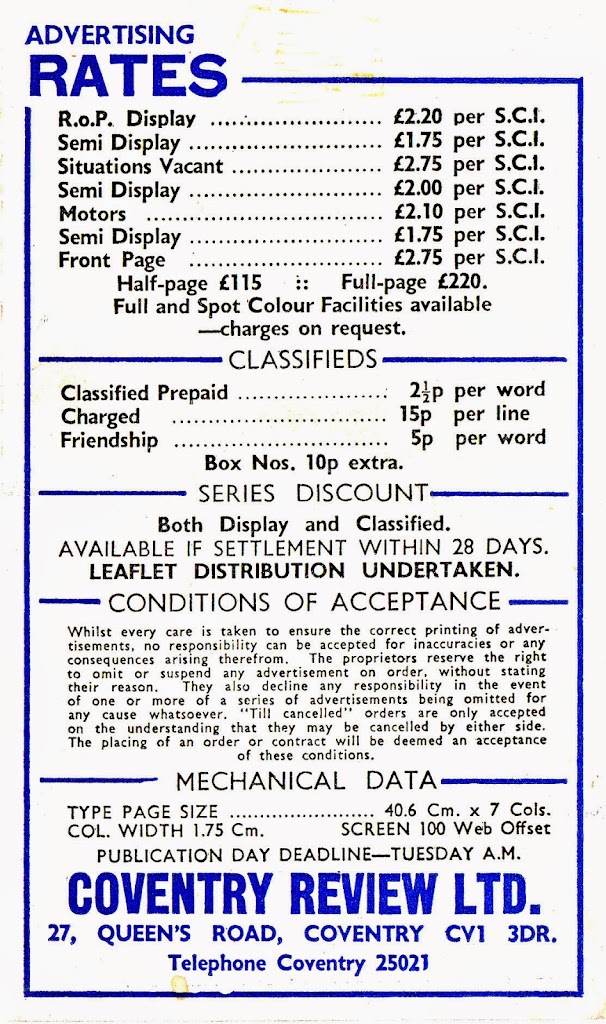 ADVERTISING
RATES
R.o.P. Display ..................... £2.20 per S.C.I.
Semi Display ........................ £1.75 per S.C.I.
Situations Vacant ................... £2.75 per S.C.I.
Semi Display ........................ £2.00 per S.C.I.
Motors .............................. £2.10 per S.C.I.
Semi Display ........................ £1.75 per S.C.I.
Front Page ........................ £2.75 per S.C.I.
Half-page £115 :: Full-page £220.
Full and Spot Colour Facilities available
—charges on request.
CLASSIFIEDS
Classified Prepaid ................... 2½p per word
Charged ........................... 15p per line
Friendship .......................... 5p per word
Box Nos. 10p extra.
SERIES DISCOUNT
Both Display and Classified.
AVAILABLE IF SETTLEMENT WITHIN 28 DAYS.
LEAFLET DISTRIBUTION UNDERTAKEN.
CONDITIONS OF ACCEPTANCE
Whilst every care is taken to ensure the correct printing of adver-
tisements, no responsibility can be accepted for inaccuracies or any
consequences arising therefrom. The proprietors reserve the right
to omit or suspend any advertisement on order, without stating
their reason. They also decline any responsibility in the event
of one or more of a series of advertisements being omitted for
any cause whatsoever. "Till cancelled" orders are only accepted
on the understanding that they may be cancelled by either side.
The placing of an order or contract will be deemed an acceptance
of these conditions.
MECHANICAL DATA
TYPE PAGE SIZE ........................ 40.6 Cm. x 7 Cols.
COL. WIDTH 1.75 Cm. SCREEN 100 Web Offset
PUBLICATION DAY DEADLINE—TUESDAY A.M.
COVENTRY REVIEW LTD.
27, QUEEN'S ROAD, COVENTRY CV1 3DR.
Telephone Coventry 25021